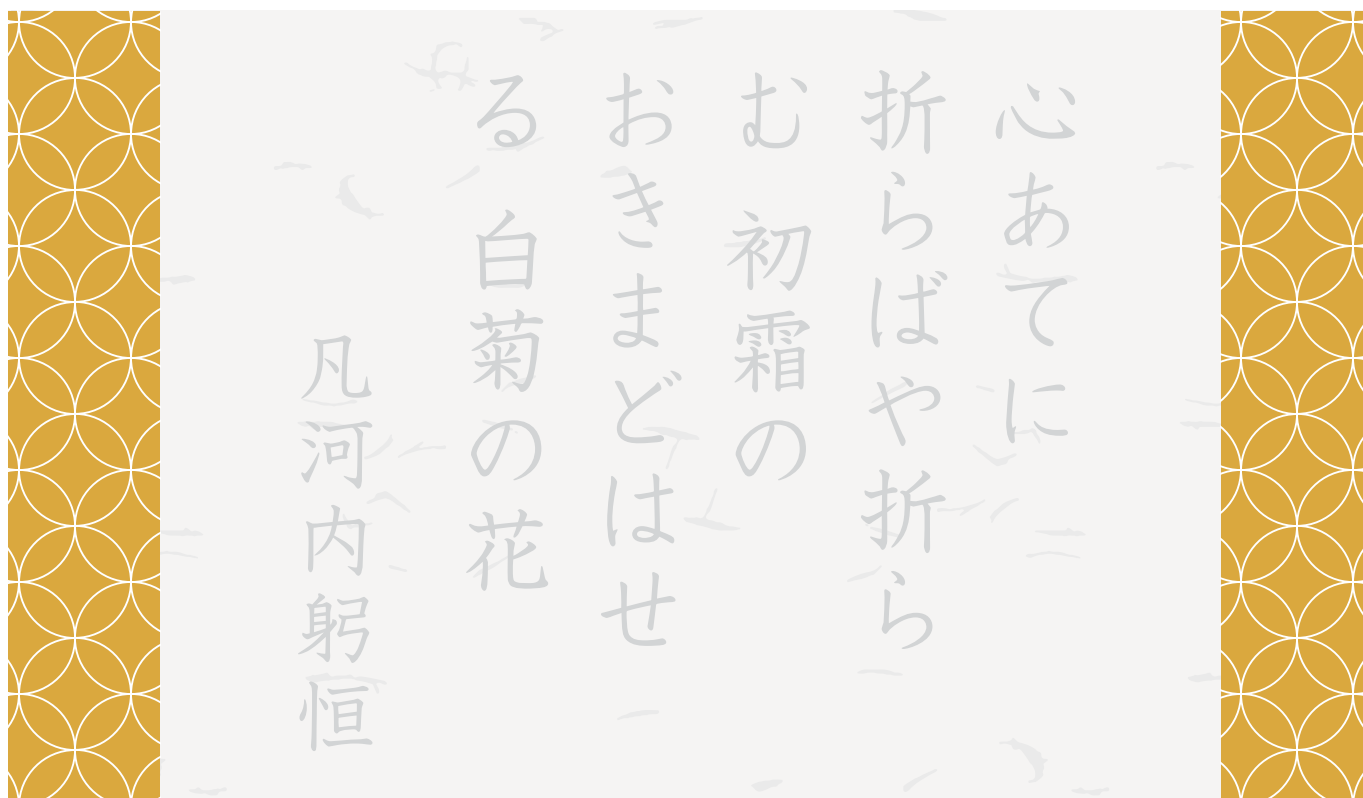 心あてに
折らばや折ら
む 初霜の
おきまどはせ
る 白菊の花
凡河内躬恒